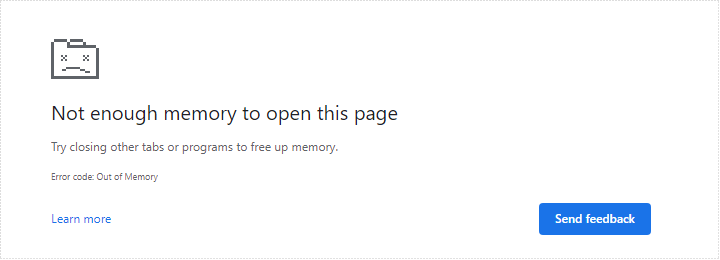 Not enough memory to open this page
Try closing other tabs or programs to free up memory.
Error code: Out of Memory
Learn more
Send feedback